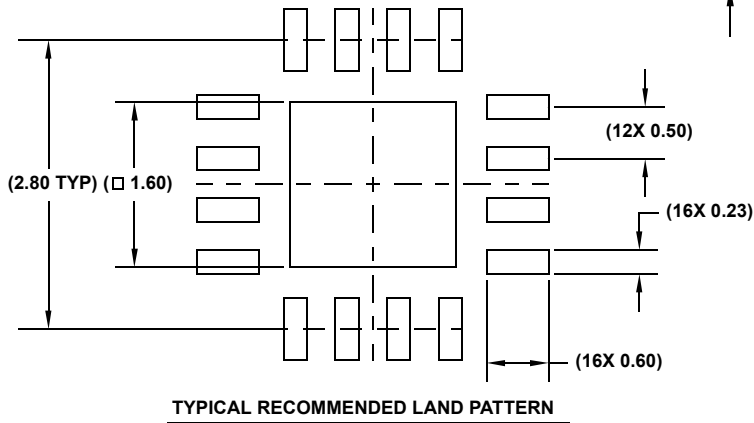 (12X 0.50)
(2.80 TYP) (□ 1.60)
(16X 0.23)
(16X 0.60)
TYPICAL RECOMMENDED LAND PATTERN